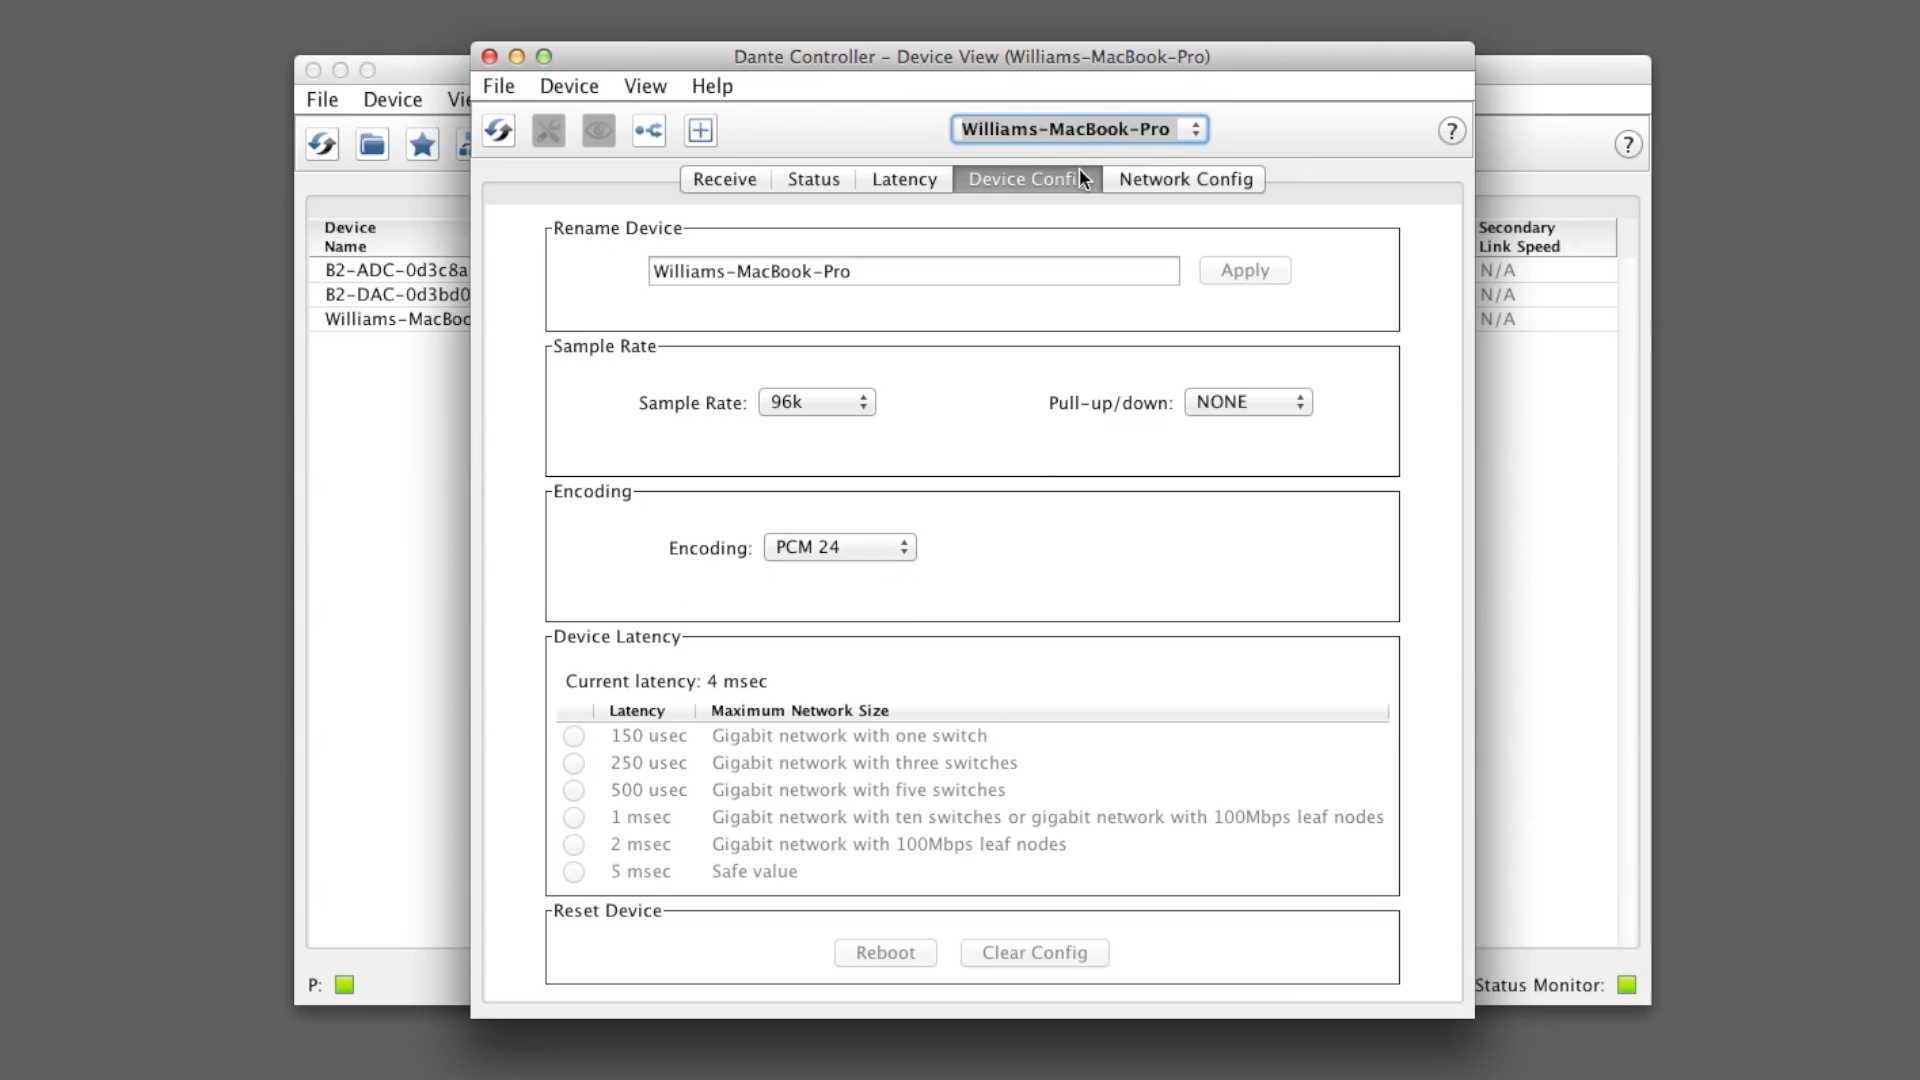 Dante Controller – Device View (Williams-MacBook-Pro)
File Device View Help
File Device
Williams-MacBook-Pro
?
?
Receive Status Latency Device Network Config
Rename Device
Williams-MacBook-Pro Apply
Sample Rate
Sample Rate: 96k Pull-up/down: NONE
Encoding
Encoding: PCM 24
Device Latency
Current latency: 4 msec
Latency Maximum Network Size
150 usec Gigabit network with one switch
250 usec Gigabit network with three switches
500 usec Gigabit network with five switches
1 msec Gigabit network with ten switches or gigabit network with 100Mbps leaf nodes
2 msec Gigabit network with 100Mbps leaf nodes
5 msec Safe value
Reset Device
Reboot Clear Config
Device
Name
B2-ADC-0d3c8a
B2-DAC-0d3bd0
Williams-MacBoo
Secondary
Link Speed
N/A
N/A
N/A
P:
Status Monitor: